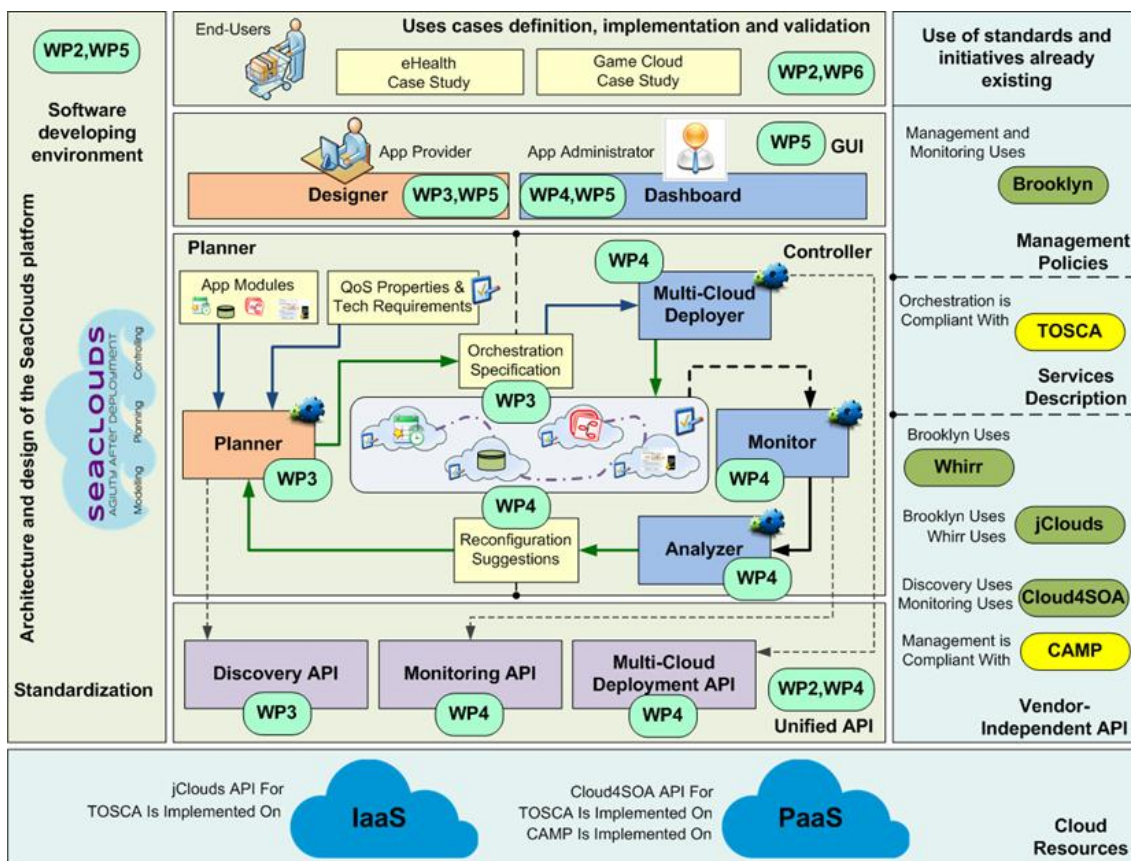 WP2,WP5
Software
developing
environment
Architecture and design of the SeaClouds platform
seaclouds
AGILITY AFTER DEPLOYMENT
Modelling Planning Controlling
Standardization
End-Users
Uses cases definition, implementation and validation
eHealth
Case Study
Game Cloud
Case Study
WP2,WP6
App Provider
App Administrator
WP5
GUI
Designer
WP3,WP5
WP4,WP5
Dashboard
Planner
Controller
App Modules
QoS Properties &
Tech Requirements
WP4
Multi-Cloud
Deployer
Orchestration
Specification
WP3
Planner
WP3
Monitor
WP4
WP4
Reconfiguration
Suggestions
Analyzer
WP4
Discovery API
WP3
Monitoring API
WP4
Multi-Cloud
Deployment API
WP4
WP2,WP4
Unified API
Use of standards and
initiatives already
existing
Management and
Monitoring Uses
Brooklyn
Management
Policies
Orchestration is
Compliant With
TOSCA
Services
Description
Brooklyn Uses
Whirr
Brooklyn Uses
Whirr Uses
jClouds
Discovery Uses
Monitoring Uses
Cloud4SOA
Management is
Compliant With
CAMP
Vendor-
Independent API
jClouds API For
TOSCA Is Implemented On
IaaS
Cloud4SOA API For
TOSCA Is Implemented On
CAMP Is Implemented On
PaaS
Cloud
Resources